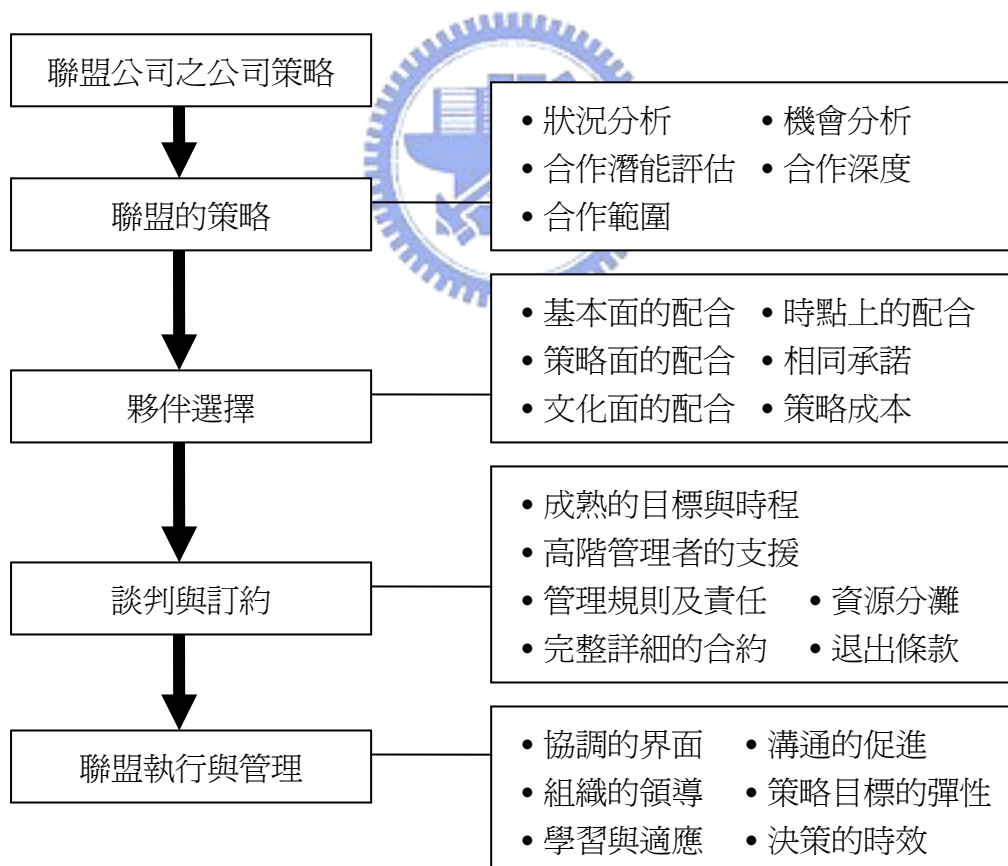 聯盟公司之公司策略
• 狀況分析 • 機會分析
• 合作潛能評估 • 合作深度
• 合作範圍
聯盟的策略
• 基本面的配合 • 時點上的配合
• 策略面的配合 • 相同承諾
• 文化面的配合 • 策略成本
夥伴選擇
• 成熟的目標與時程
• 高階管理者的支援
• 管理規則及責任 • 資源分灘
• 完整詳細的合約 • 退出條款
談判與訂約
• 協調的界面 • 溝通的促進
• 組織的領導 • 策略目標的彈性
• 學習與適應 • 決策的時效
聯盟執行與管理